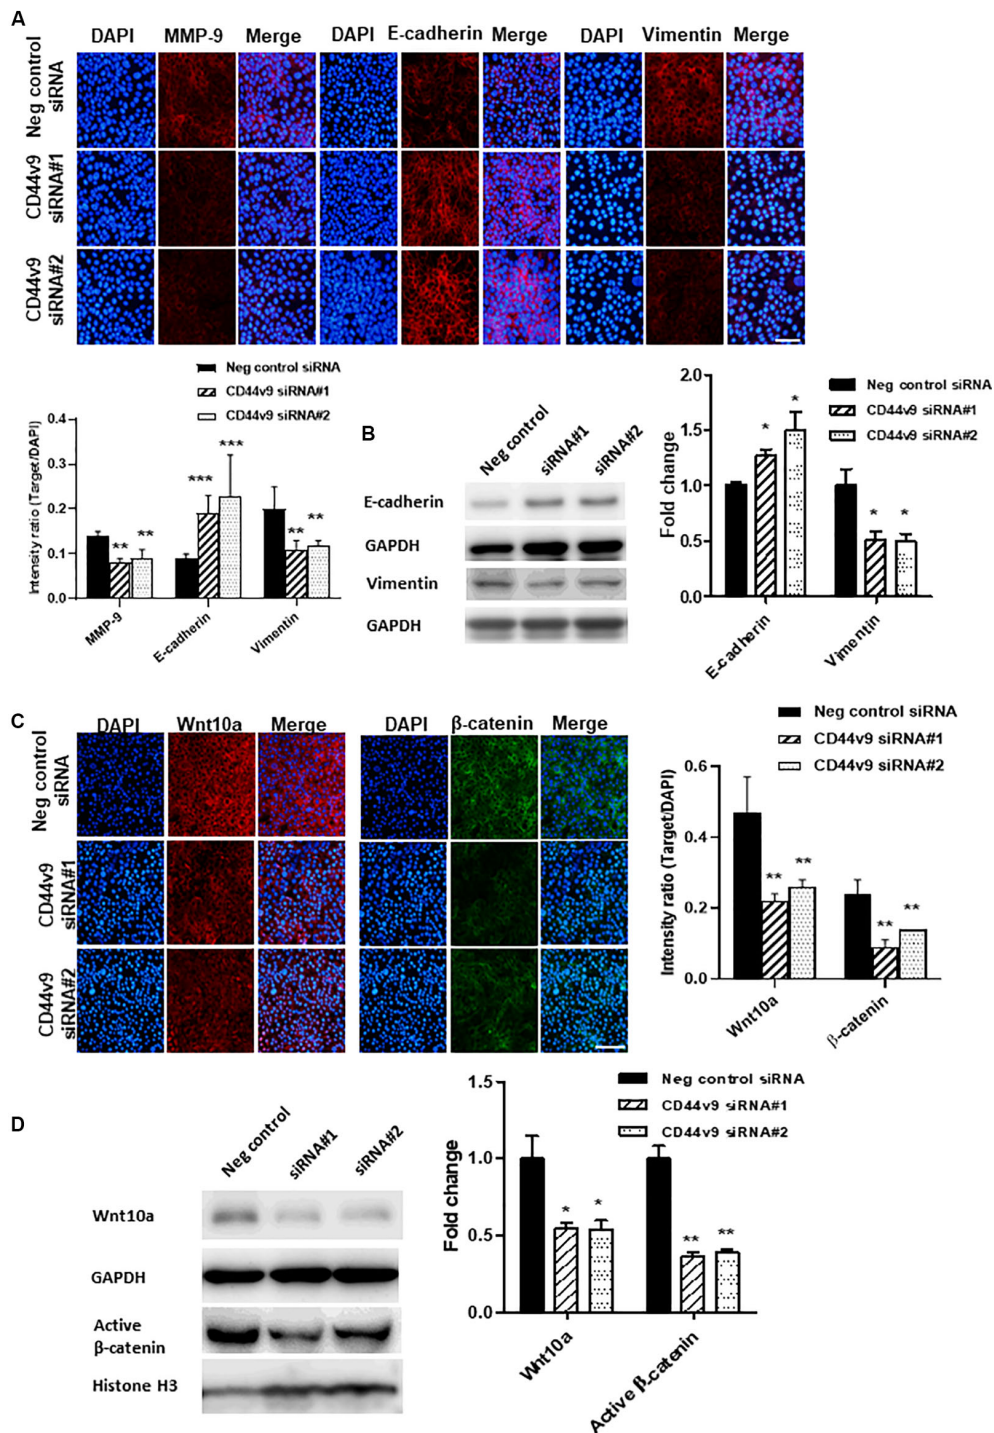 A
DAPI MMP-9 Merge DAPI E-cadherin Merge DAPI Vimentin Merge
Neg control siRNA
CD44v9 siRNA#1
CD44v9 siRNA#2
Neg control siRNA
CD44v9 siRNA#1
CD44v9 siRNA#2
Intensity ratio (Target/DAPI)
0.4
0.3
0.2
0.1
0.0
** ** *** *** ** **
MMP-9 E-cadherin Vimentin
B
Neg control siRNA#1 siRNA#2
E-cadherin
GAPDH
Vimentin
GAPDH
Neg control siRNA
CD44v9 siRNA#1
CD44v9 siRNA#2
Fold change
2.0
1.5
1.0
0.5
0.0
* * * *
E-cadherin Vimentin
C
DAPI Wnt10a Merge DAPI β-catenin Merge
Neg control siRNA
CD44v9 siRNA#1
CD44v9 siRNA#2
Neg control siRNA
CD44v9 siRNA#1
CD44v9 siRNA#2
Intensity ratio (Target/DAPI)
0.6
0.4
0.2
0.0
** ** ** **
Wnt10a β-catenin
D
Neg control siRNA#1 siRNA#2
Wnt10a
GAPDH
Active
β-catenin
Histone H3
Neg control siRNA
CD44v9 siRNA#1
CD44v9 siRNA#2
Fold change
1.5
1.0
0.5
0.0
* * ** **
Wnt10a Active β-catenin